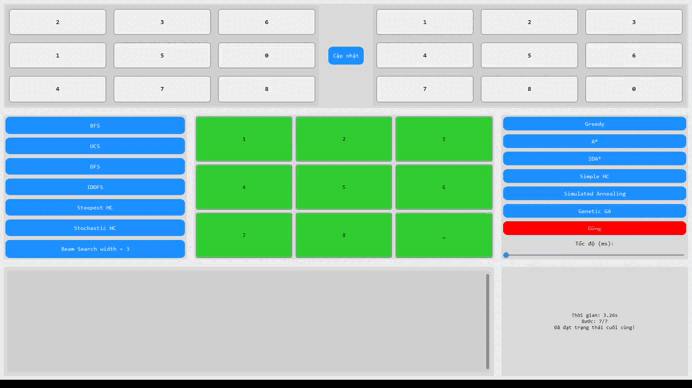 2 3 6
1 5 0
4 7 8
Cập nhật
1 2 3
4 5 6
7 8 0
BFS
UCS
DFS
IDDFS
Steepest HC
Stochastic HC
Beam Search width = 3
1 2 3
4 5 6
7 8 _
Greedy
A*
IDA*
Simple HC
Simulated Annealing
Genetic GA
Dừng
Tốc độ (ms):
Thời gian: 3.26s
Bước: 7/7
Đã đạt trạng thái cuối cùng!